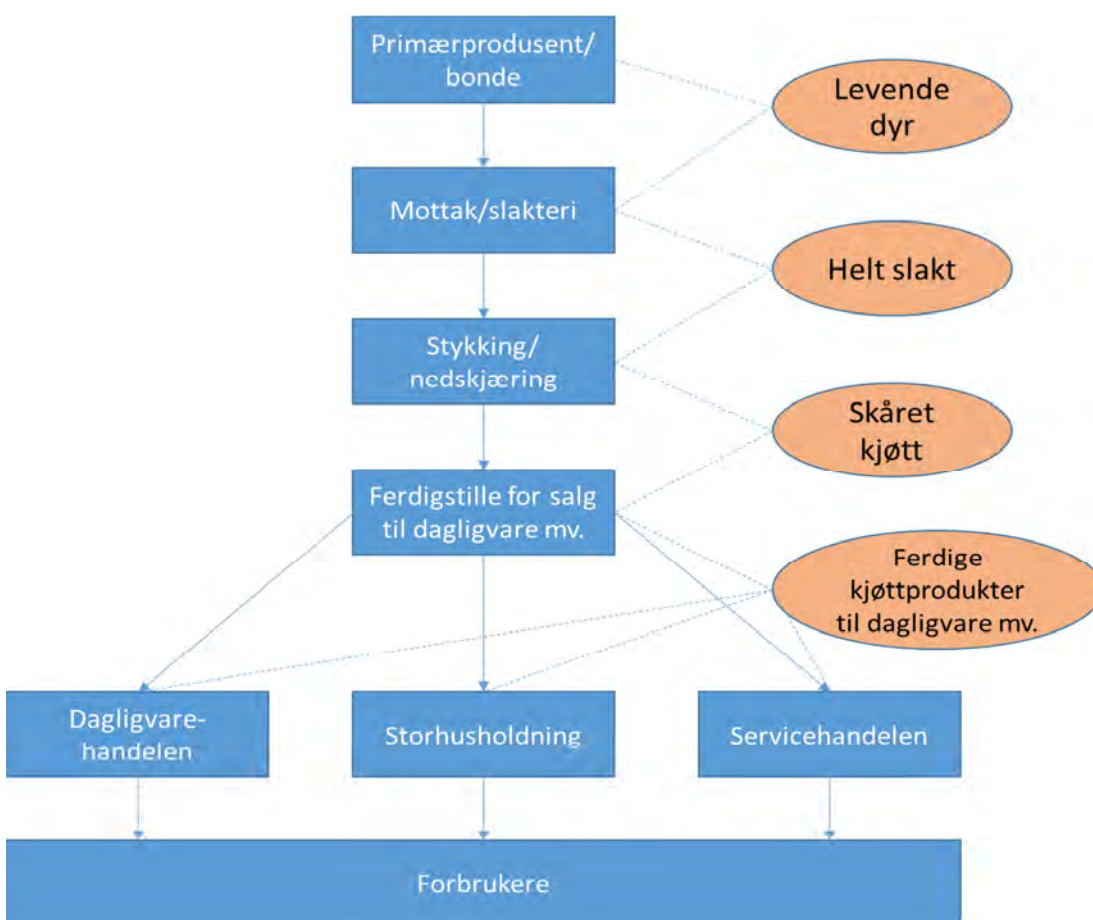 Primærprodusent/
bonde
Levende
dyr
Mottak/slakteri
Helt slakt
Stykking/
nedskjæring
Skåret
kjøtt
Ferdigstille for salg
til dagligvare mv.
Ferdige
kjøttprodukter
til dagligvare mv.
Dagligvare-
handelen
Storhusholdning
Servicehandelen
Forbrukere